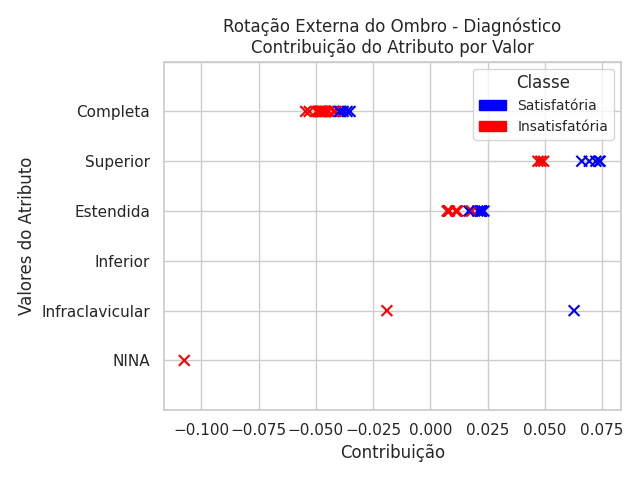 Rotação Externa do Ombro - Diagnóstico
Contribuição do Atributo por Valor
Classe
Satisfatória
Insatisfatória
Valores do Atributo
Completa
Superior
Estendida
Inferior
Infraclavicular
NINA
−0.100 −0.075 −0.050 −0.025 0.000 0.025 0.050 0.075
Contribuição